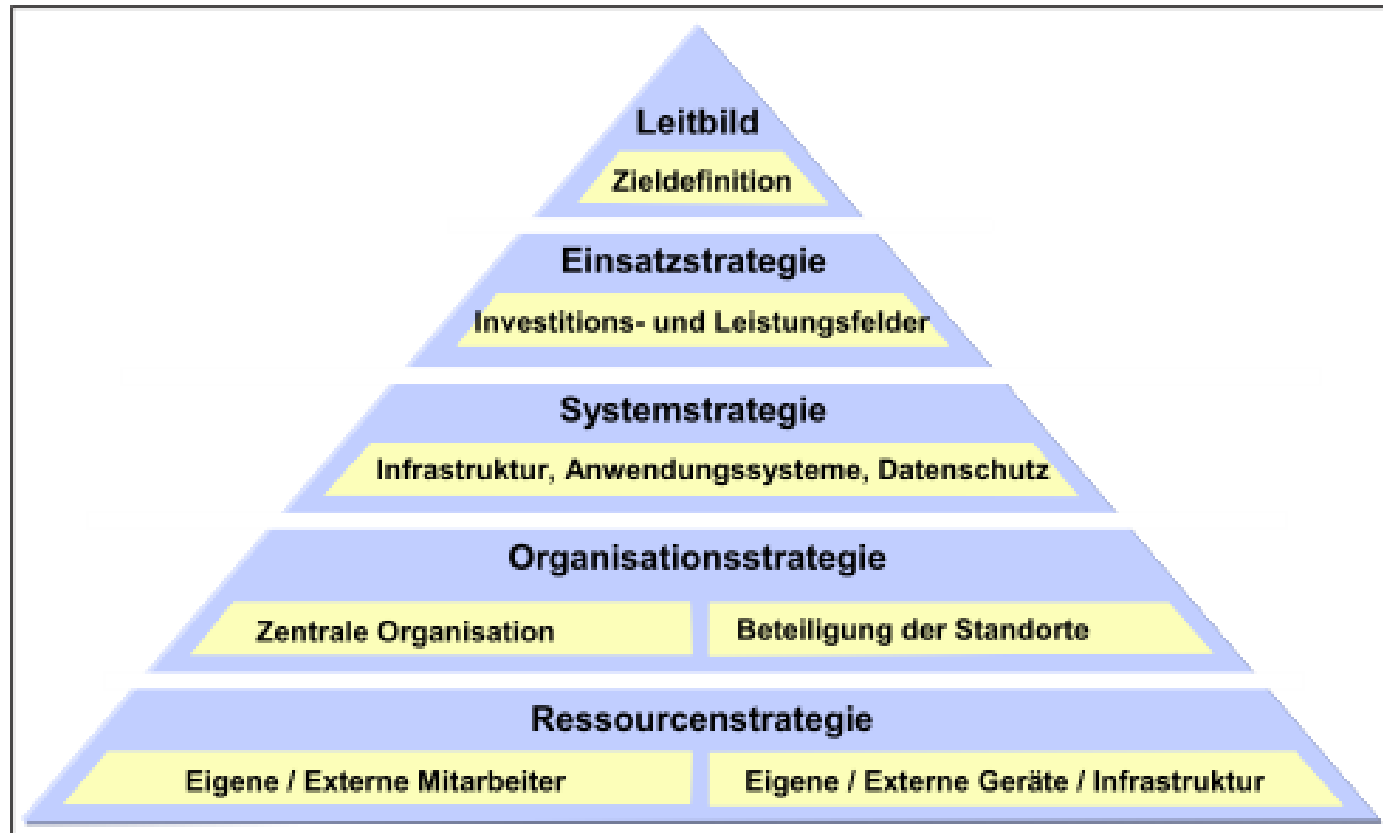 Leitbild
Zieldefinition
Einsatzstrategie
Investitions- und Leistungsfelder
Systemstrategie
Infrastruktur, Anwendungssysteme, Datenschutz
Organisationsstrategie
Zentrale Organisation
Beteiligung der Standorte
Ressourcenstrategie
Eigene / Externe Mitarbeiter
Eigene / Externe Geräte / Infrastruktur